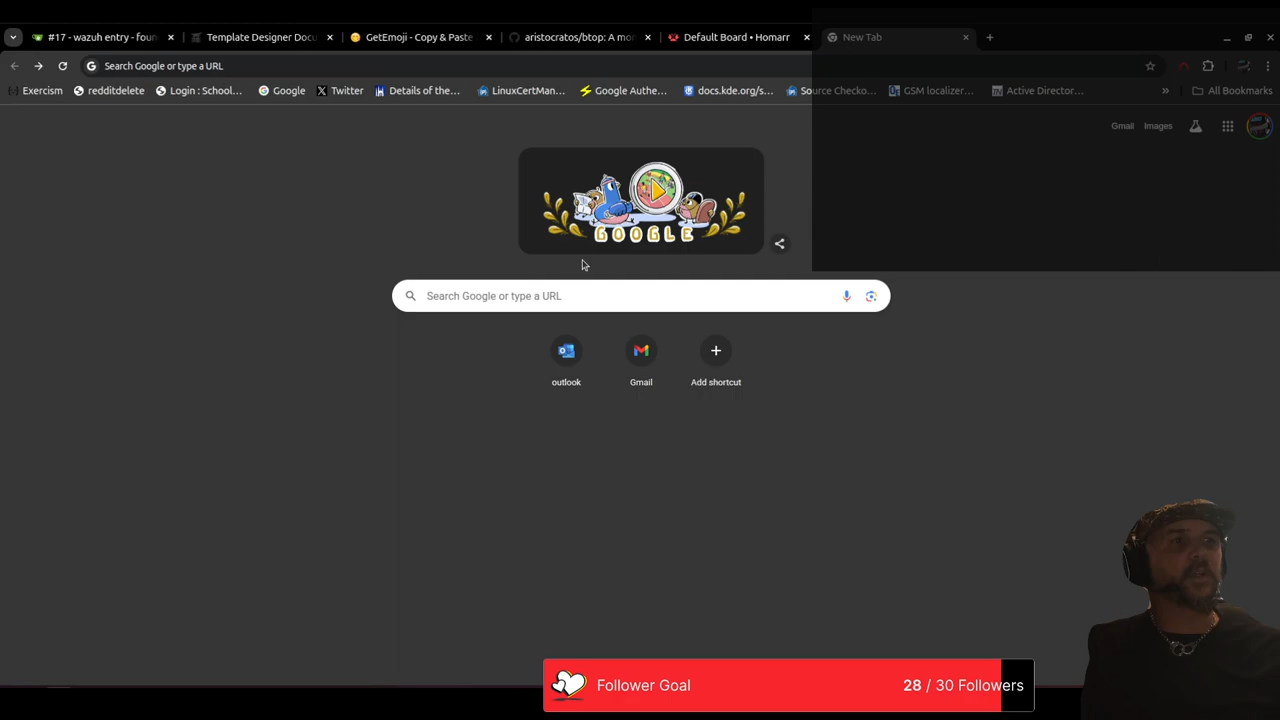 #17 - wazuh entry - foun
Template Designer Docu
GetEmoji - Copy & Paste
aristocratos/btop: A mo
Default Board • Homarr
New Tab
Search Google or type a URL
Exercism
redditdelete
Login : School...
Google
Twitter
Details of the...
LinuxCertMan...
Google Authe...
docs.kde.org/s...
Source Checko...
GSM localizer...
Active Director...
»
All Bookmarks
Gmail
Images
GOOGLE
Search Google or type a URL
outlook
Gmail
Add shortcut
Follower Goal
28 / 30 Followers